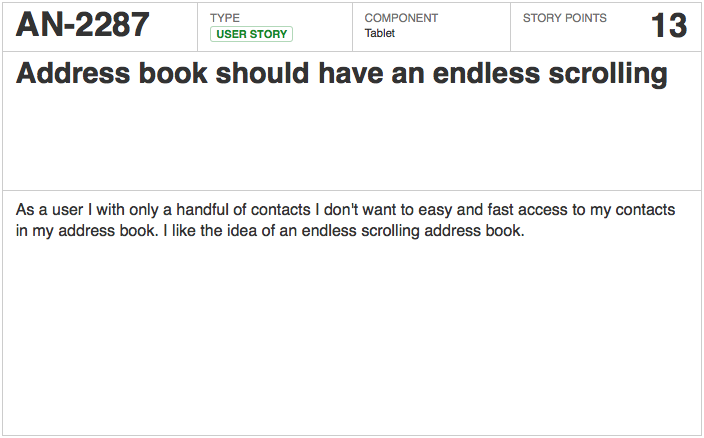 AN-2287
TYPE
USER STORY
COMPONENT
Tablet
STORY POINTS
13
Address book should have an endless scrolling
As a user I with only a handful of contacts I don't want to easy and fast access to my contacts
in my address book. I like the idea of an endless scrolling address book.